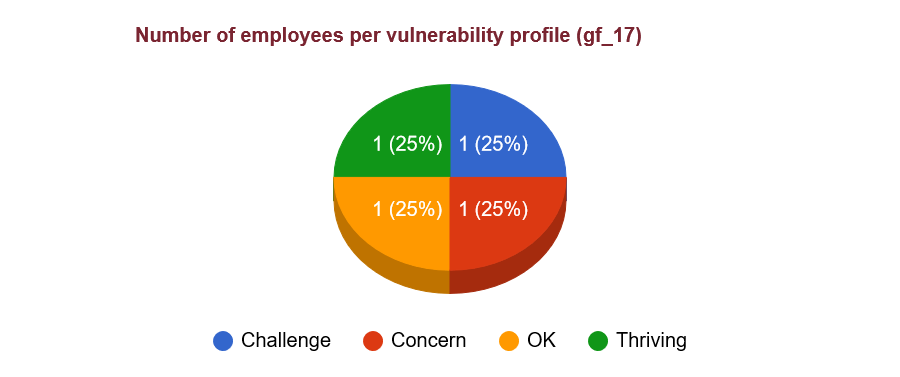 Number of employees per vulnerability profile (gf_17)
1 (25%) 1 (25%)
1 (25%) 1 (25%)
Challenge Concern OK Thriving